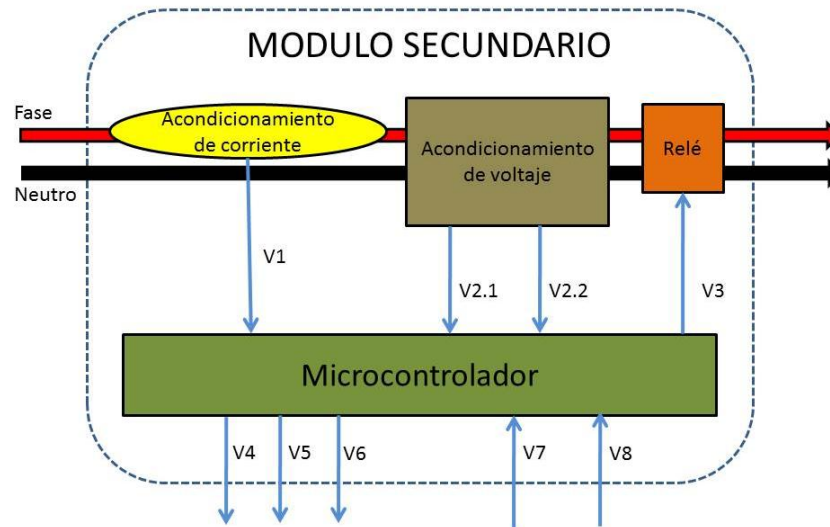 MODULO SECUNDARIO
Fase
Acondicionamiento
de corriente
Acondicionamiento
de voltaje
Relé
Neutro
V1
V2.1
V2.2
V3
Microcontrolador
V4
V5
V6
V7
V8